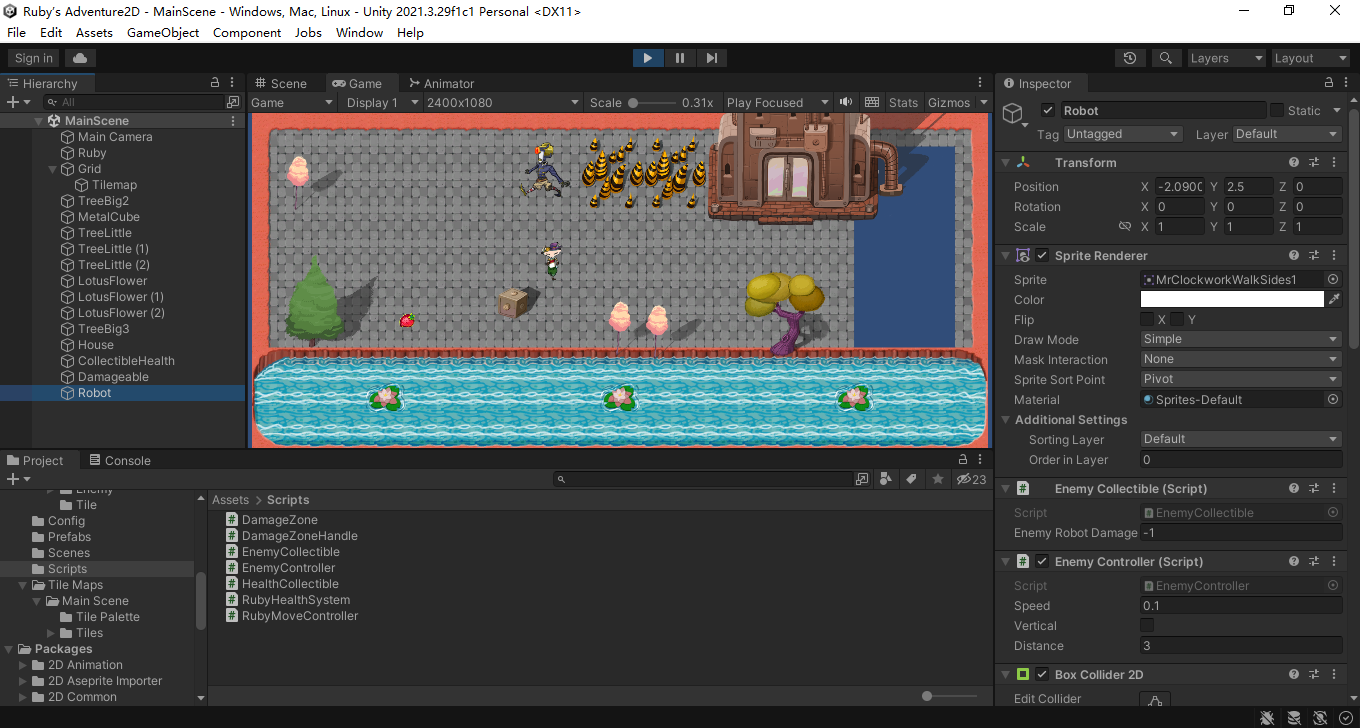 Ruby's Adventure2D - MainScene - Windows, Mac, Linux - Unity 2021.3.29f1c1 Personal <DX11>
File Edit Assets GameObject Component Jobs Window Help
Sign in Layers Layout
Hierarchy
All
MainScene
Main Camera
Ruby
Grid
Tilemap
TreeBig2
MetalCube
TreeLittle
TreeLittle (1)
TreeLittle (2)
LotusFlower
LotusFlower (1)
LotusFlower (2)
TreeBig3
House
CollectibleHealth
Damageable
Robot
Scene Game Animator
Game Display 1 2400x1080 Scale 0.31x Play Focused Stats Gizmos
Project Console
23
Enemy
Tile
Config
Prefabs
Scenes
Scripts
Tile Maps
Main Scene
Tile Palette
Tiles
Packages
2D Animation
2D Aseprite Importer
2D Common
Assets > Scripts
DamageZone
DamageZoneHandle
EnemyCollectible
EnemyController
HealthCollectible
RubyHealthSystem
RubyMoveController
Inspector
Robot Static
Tag Untagged Layer Default
Transform
Position X -2.090 Y 2.5 Z 0
Rotation X 0 Y 0 Z 0
Scale X 1 Y 1 Z 1
Sprite Renderer
Sprite MrClockworkWalkSides1
Color
Flip X Y
Draw Mode Simple
Mask Interaction None
Sprite Sort Point Pivot
Material Sprites-Default
Additional Settings
Sorting Layer Default
Order in Layer 0
Enemy Collectible (Script)
Script EnemyCollectible
Enemy Robot Damage -1
Enemy Controller (Script)
Script EnemyController
Speed 0.1
Vertical
Distance 3
Box Collider 2D
Edit Collider